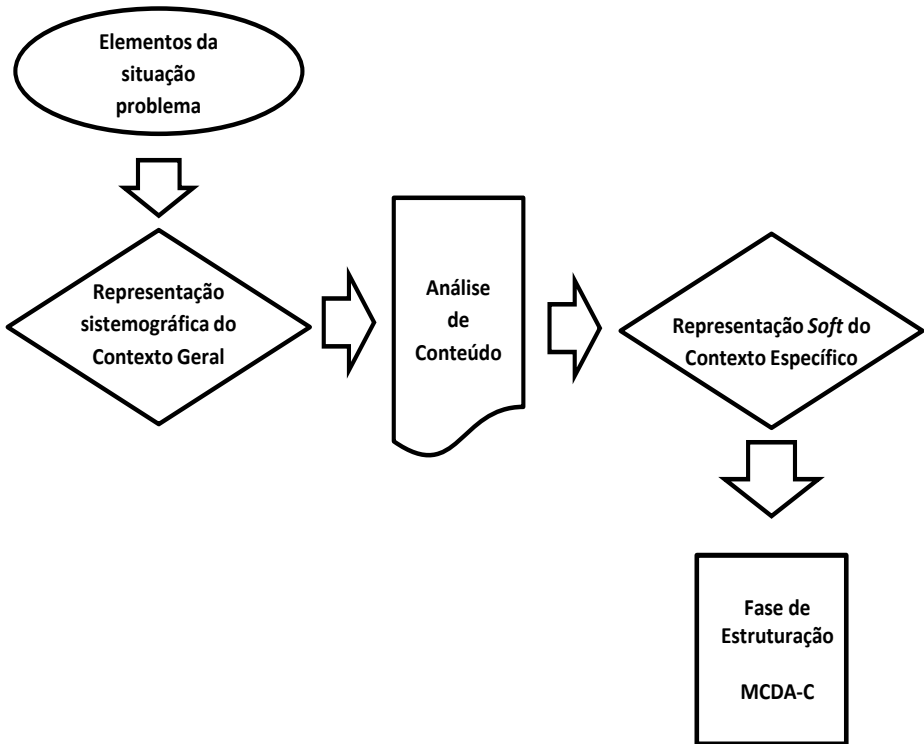 Elementos da
situação
problema
Representação
sistemográfica do
Contexto Geral
Análise
de
Conteúdo
Representação Soft do
Contexto Específico
Fase de
Estruturação
MCDA-C